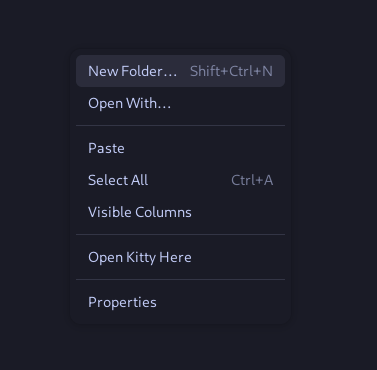 New Folder… Shift+Ctrl+N
Open With…
Paste
Select All Ctrl+A
Visible Columns
Open Kitty Here
Properties